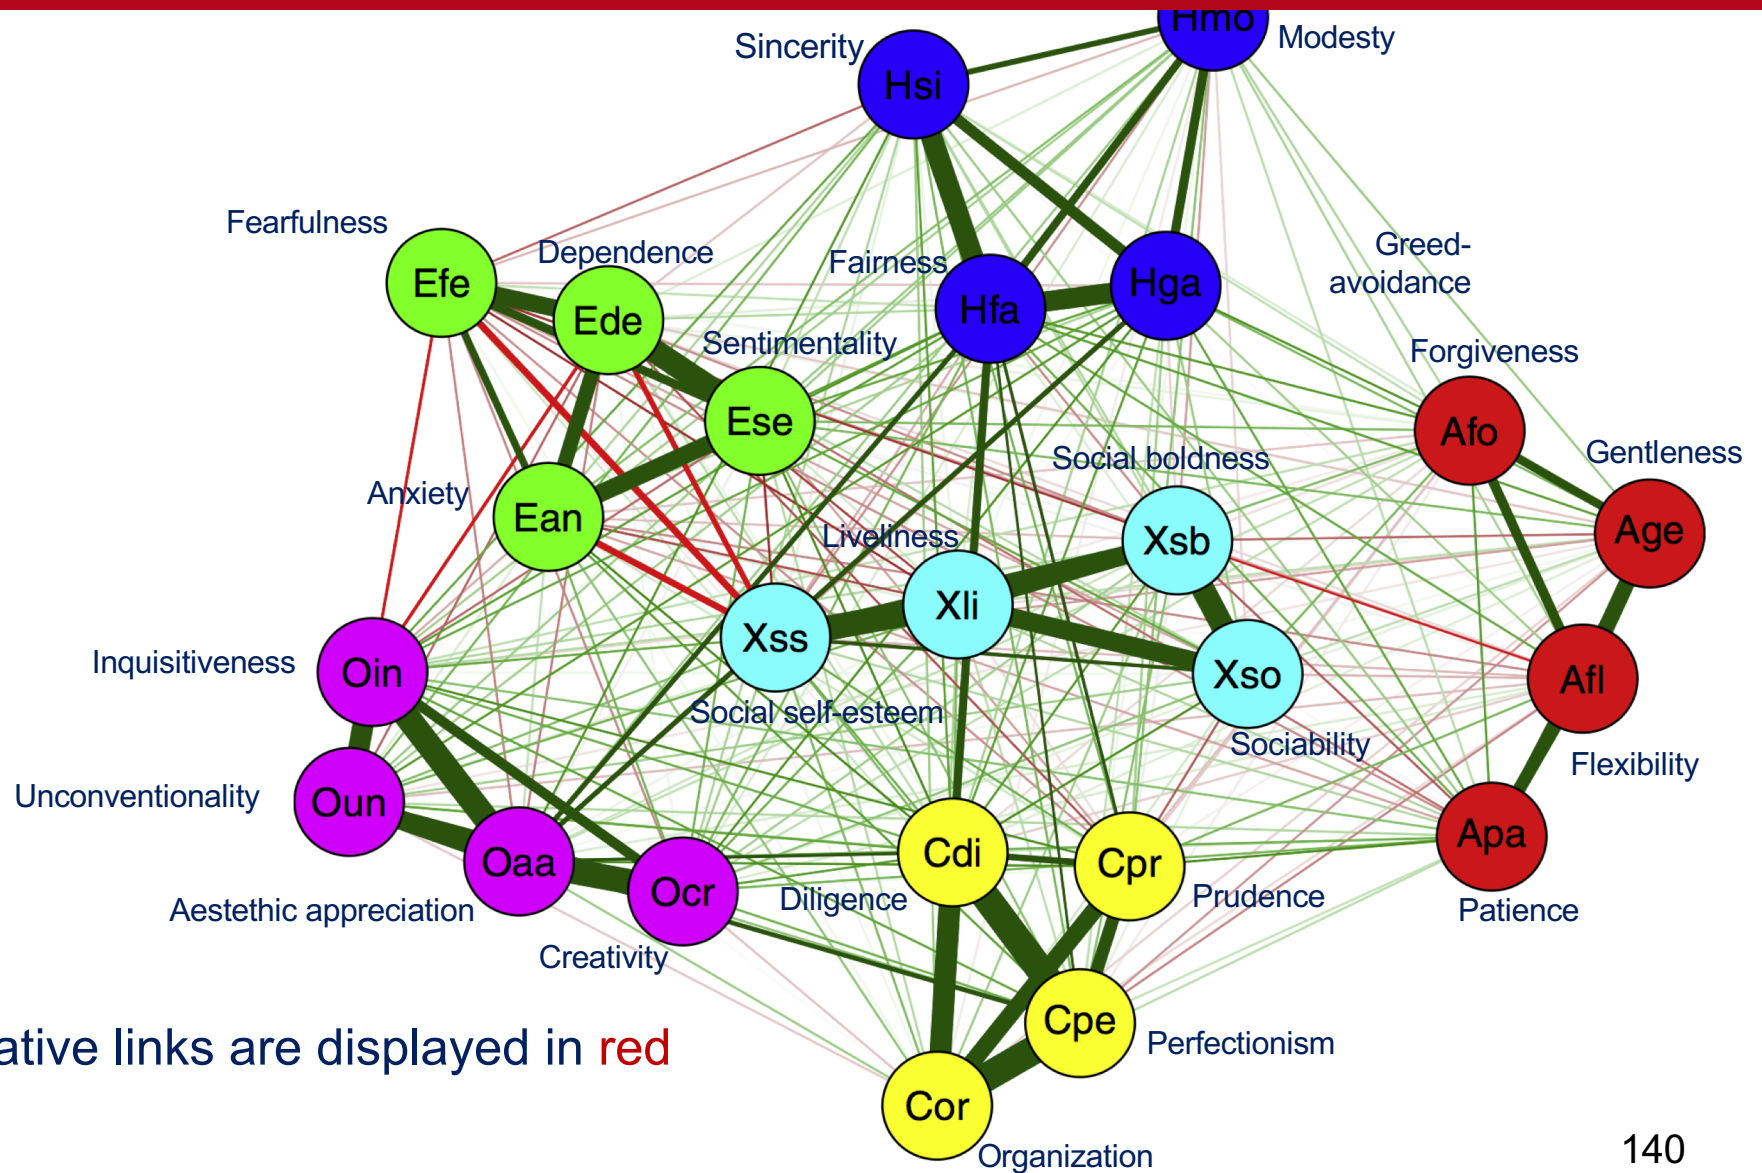 Hmo
Modesty
Sincerity
Hsi
Fearfulness
Dependence
Fairness
Greed-
avoidance
Efe
Ede
Hfa
Hga
Sentimentality
Forgiveness
Ese
Afo
Social boldness
Gentleness
Anxiety
Ean
Liveliness
Xsb
Age
Xli
Xss
Inquisitiveness
Oin
Xso
Afl
Social self-esteem
Sociability
Flexibility
Unconventionality
Oun
Oaa
Ocr
Cdi
Cpr
Apa
Aestethic appreciation
Diligence
Prudence
Patience
Creativity
Cpe
Perfectionism
ative links are displayed in red
Cor
Organization
140